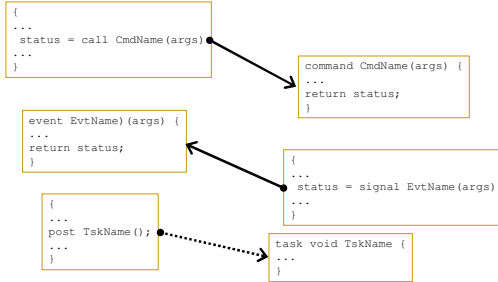 {
...
status = call CmdName(args)
...
}
command CmdName(args) {
...
return status;
}
event EvtName)(args) {
...
return status;
}
{
...
status = signal EvtName(args)
...
}
{
...
post TskName();
...
}
task void TskName {
...
}